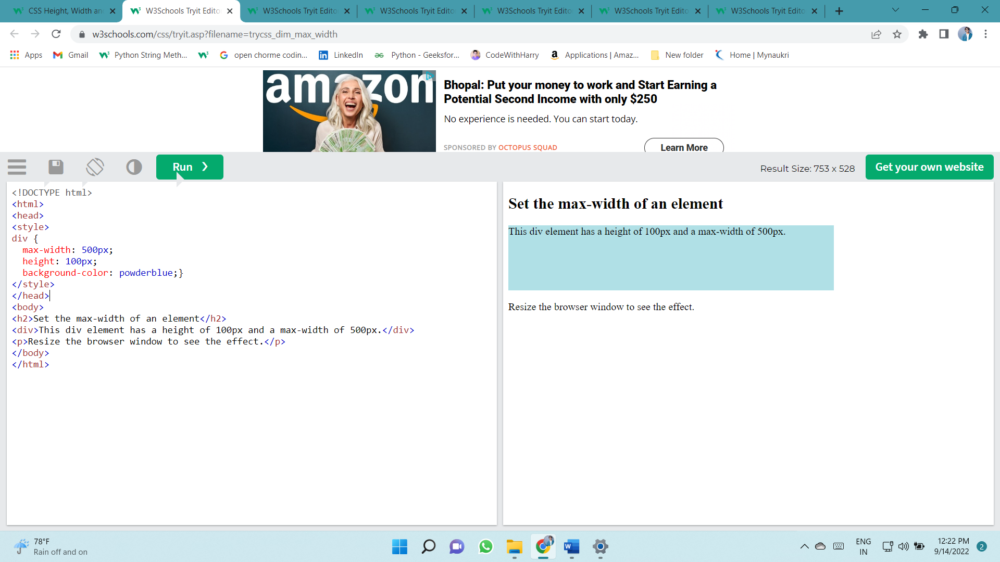 CSS Height, Width an
W3Schools Tryit Edito
W3Schools Tryit Edito
W3Schools Tryit Edito
W3Schools Tryit Edito
W3Schools Tryit Edito
W3Schools Tryit Edito
w3schools.com/css/tryit.asp?filename=trycss_dim_max_width
Apps
Gmail
Python String Meth...
open chorme codin...
LinkedIn
Python - Geeksfor...
CodeWithHarry
Applications | Amaz...
New folder
Home | Mynaukri
amazon
Bhopal: Put your money to work and Start Earning a
Potential Second Income with only $250
No experience is needed. You can start today.
SPONSORED BY OCTOPUS SQUAD
Learn More
Run ❯
Result Size: 753 x 528
Get your own website
<!DOCTYPE html>
<html>
<head>
<style>
div {
  max-width: 500px;
  height: 100px;
  background-color: powderblue;}
</style>
</head>
<body>
<h2>Set the max-width of an element</h2>
<div>This div element has a height of 100px and a max-width of 500px.</div>
<p>Resize the browser window to see the effect.</p>
</body>
</html>
Set the max-width of an element
This div element has a height of 100px and a max-width of 500px.
Resize the browser window to see the effect.
78°F
Rain off and on
ENG
IN
12:22 PM
9/14/2022
2